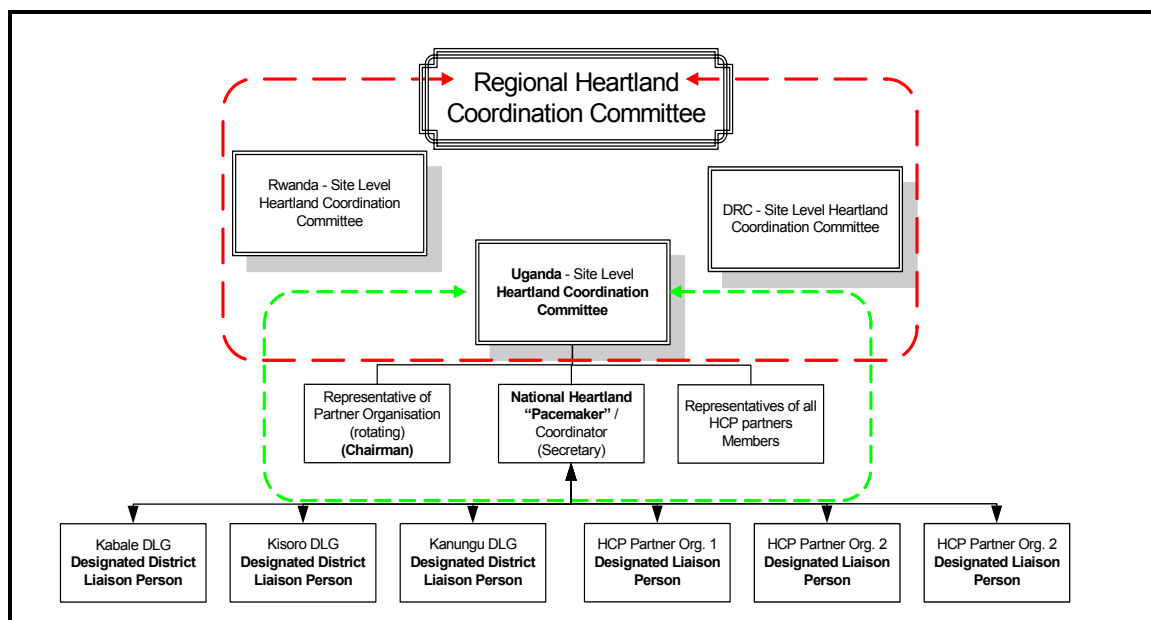 Regional Heartland
Coordination Committee
Rwanda - Site Level
Heartland Coordination
Committee
DRC - Site Level Heartland
Coordination Committee
Uganda - Site Level
Heartland Coordination
Committee
Representative of
Partner Organisation
(rotating)
(Chairman)
National Heartland
“Pacemaker” /
Coordinator
(Secretary)
Representatives of all
HCP partners
Members
Kabale DLG
Designated District
Liaison Person
Kisoro DLG
Designated District
Liaison Person
Kanungu DLG
Designated District
Liaison Person
HCP Partner Org. 1
Designated Liaison
Person
HCP Partner Org. 2
Designated Liaison
Person
HCP Partner Org. 2
Designated Liaison
Person